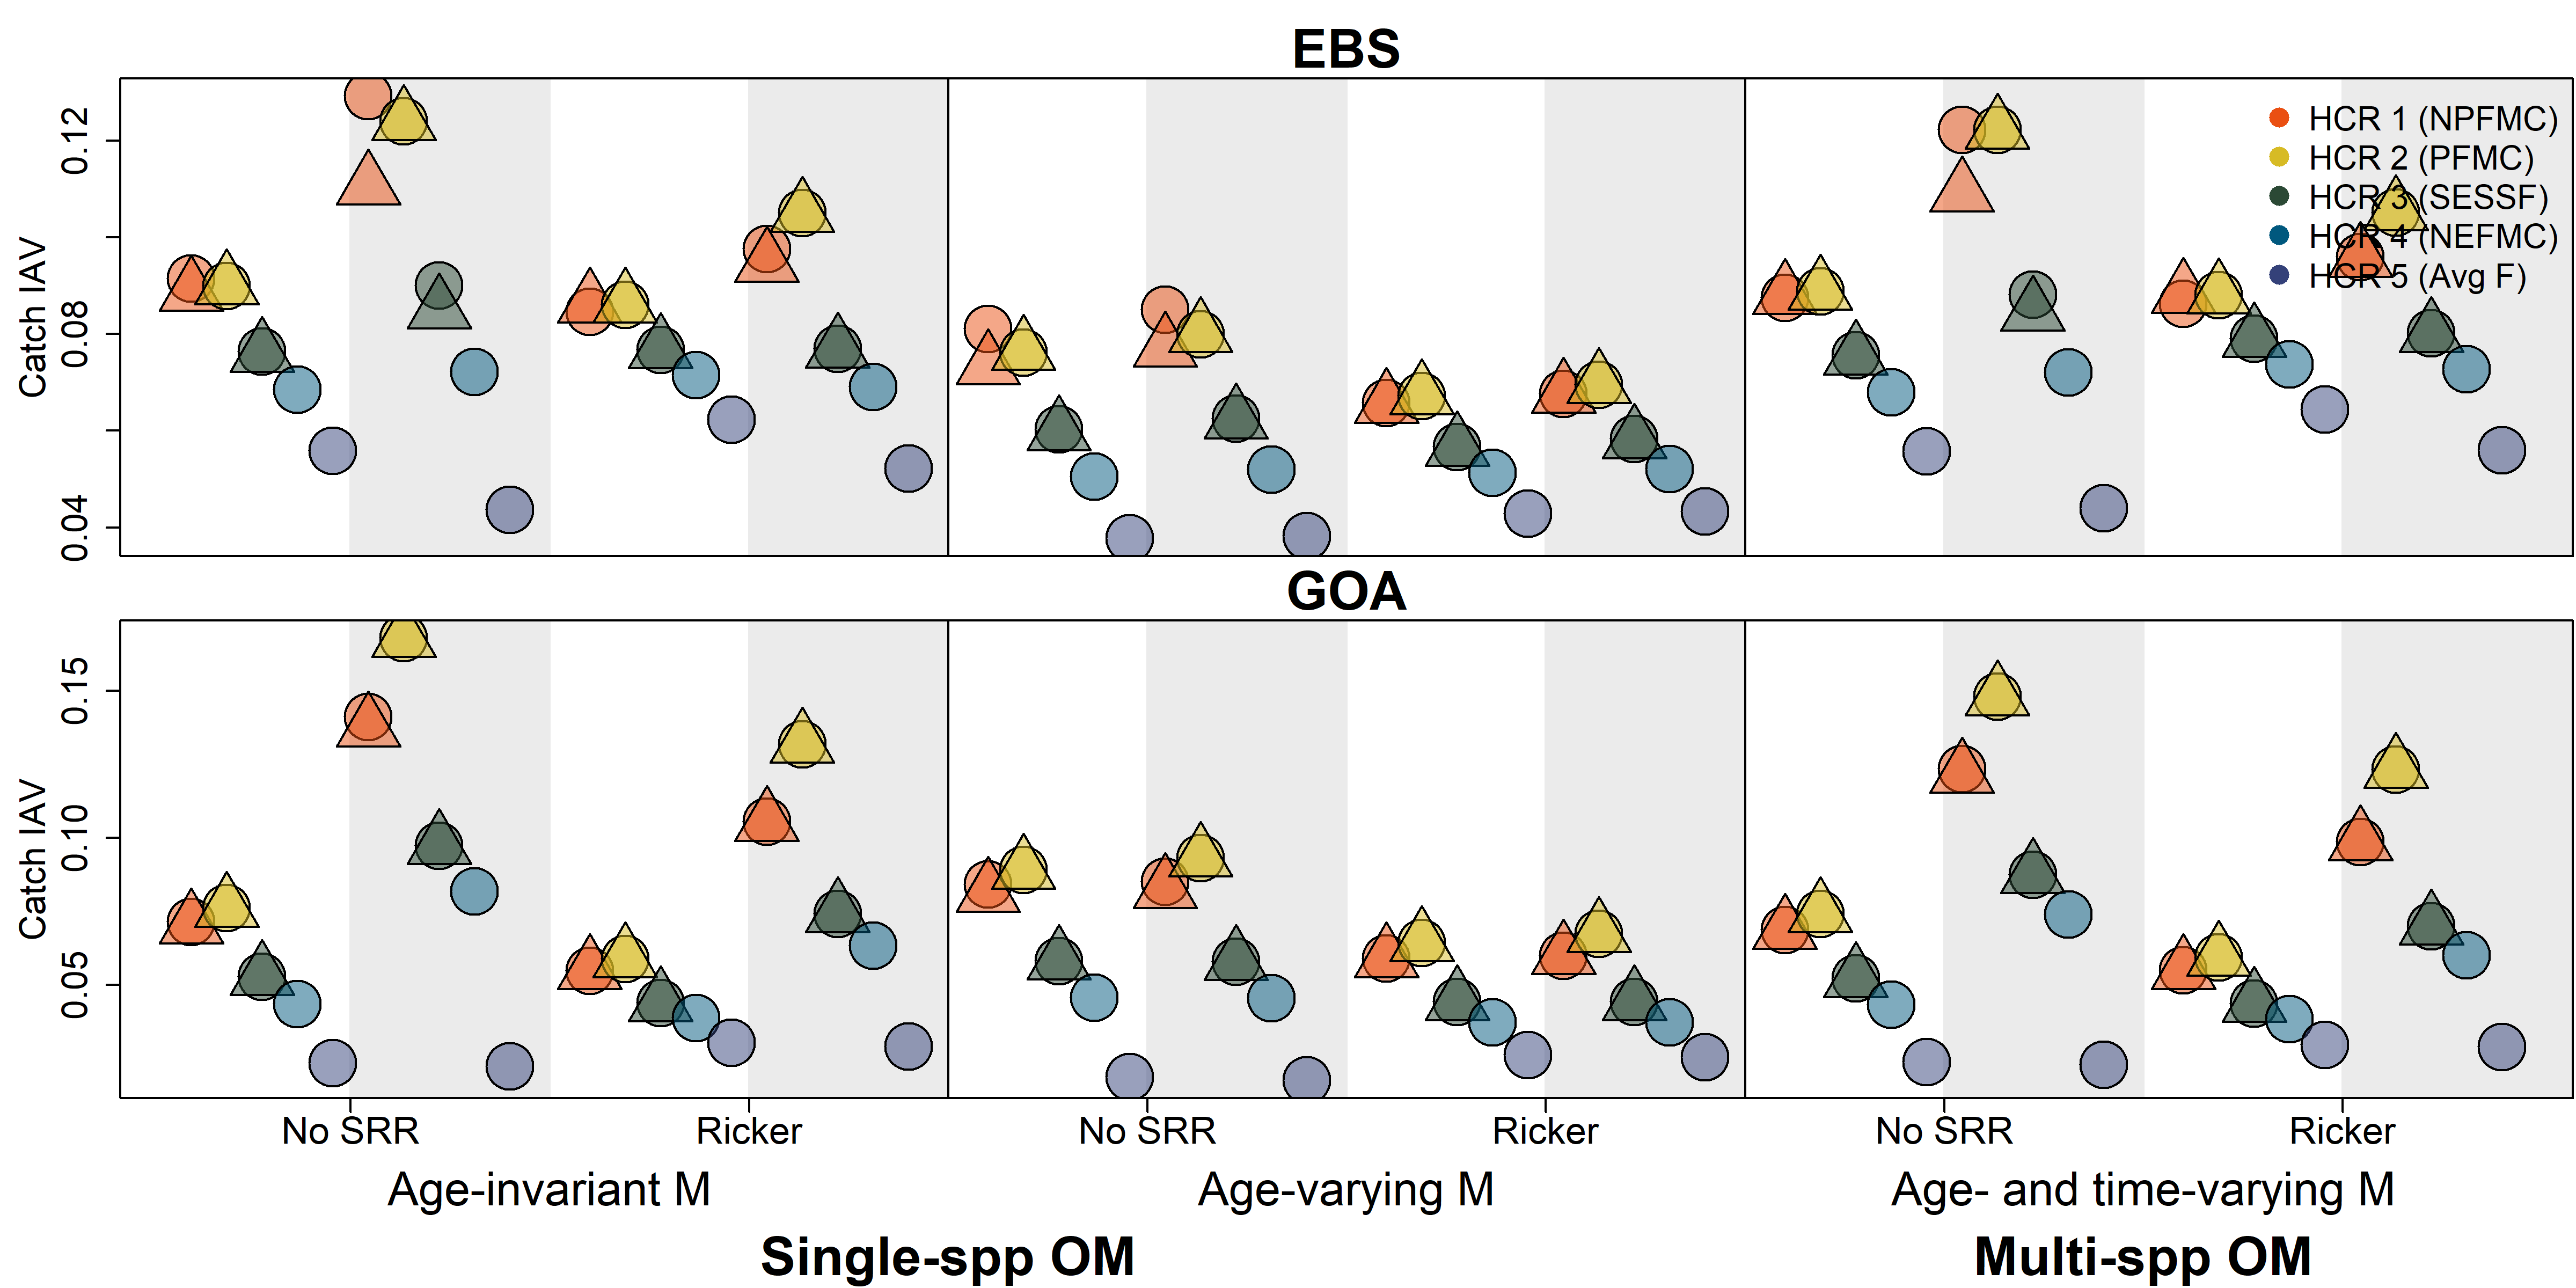 EBS
Catch IAV
0.12
0.08
0.04
HCR 1 (NPFMC)
HCR 2 (PFMC)
HCR 3 (SESSF)
HCR 4 (NEFMC)
HCR 5 (Avg F)
GOA
Catch IAV
0.15
0.10
0.05
No SRR Ricker No SRR Ricker No SRR Ricker
Age-invariant M Age-varying M Age- and time-varying M
Single-spp OM Multi-spp OM